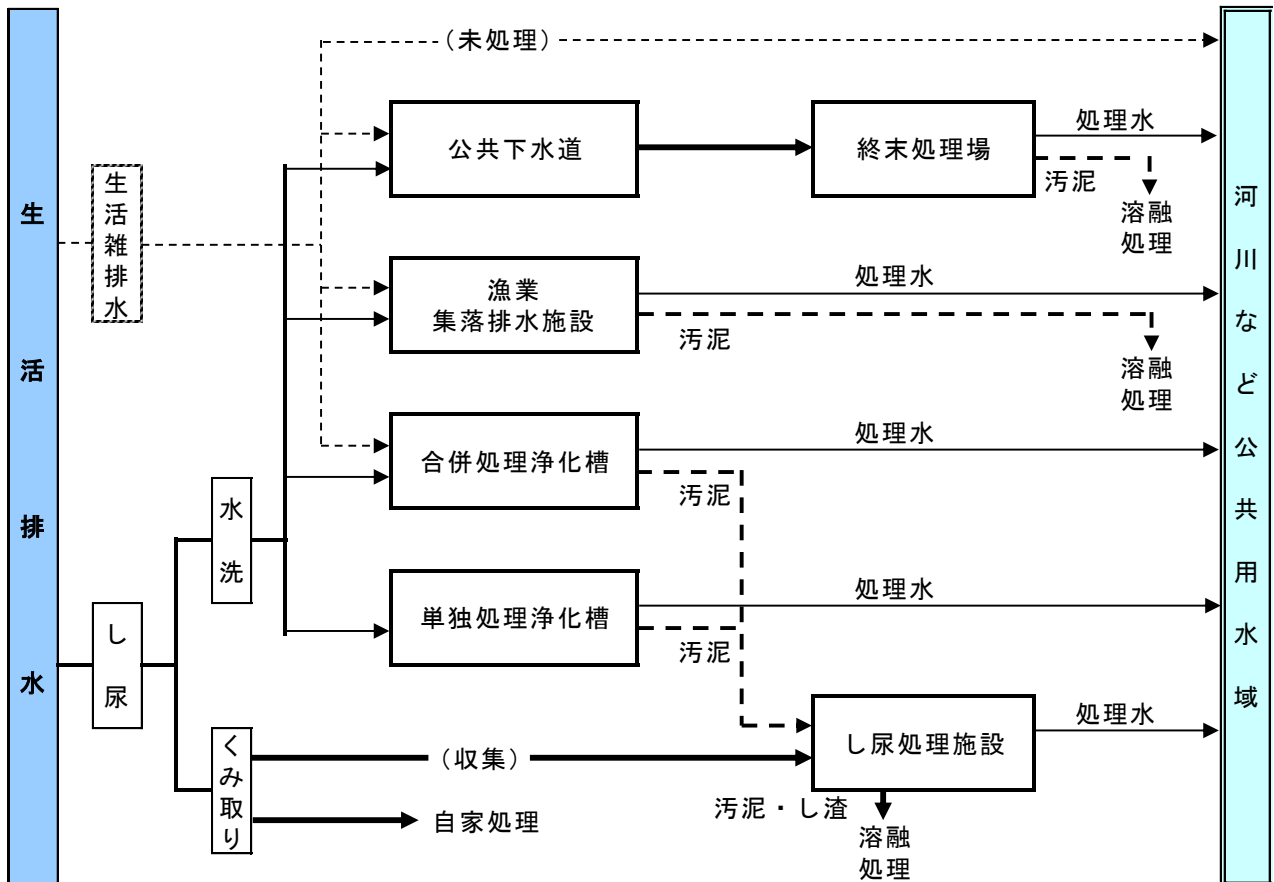 生活排水
生活雑排水
し尿
水洗
くみ取り
（未処理）
公共下水道
終末処理場
処理水
汚泥
溶融
処理
漁業
集落排水施設
処理水
汚泥
溶融
処理
合併処理浄化槽
処理水
汚泥
単独処理浄化槽
処理水
汚泥
（収集）
し尿処理施設
処理水
汚泥・し渣
溶融
処理
自家処理
河川など公共用水域